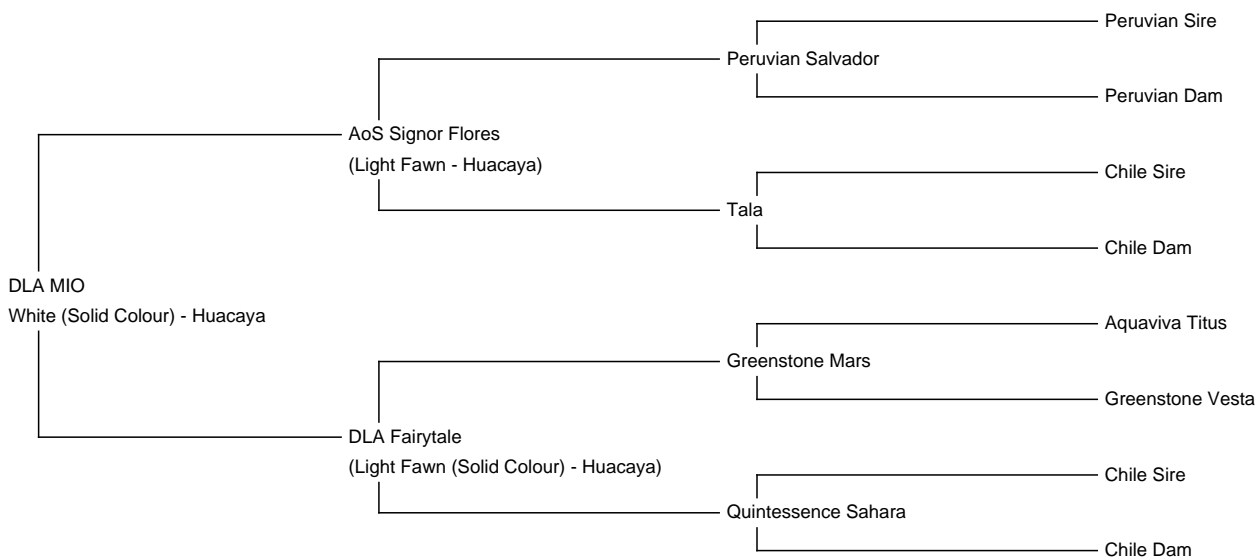 Peruvian Sire
Peruvian Salvador
Peruvian Dam
AoS Signor Flores
(Light Fawn - Huacaya)
Chile Sire
Tala
Chile Dam
DLA MIO
White (Solid Colour) - Huacaya
Aquaviva Titus
Greenstone Mars
Greenstone Vesta
DLA Fairytale
(Light Fawn (Solid Colour) - Huacaya)
Chile Sire
Quintessence Sahara
Chile Dam